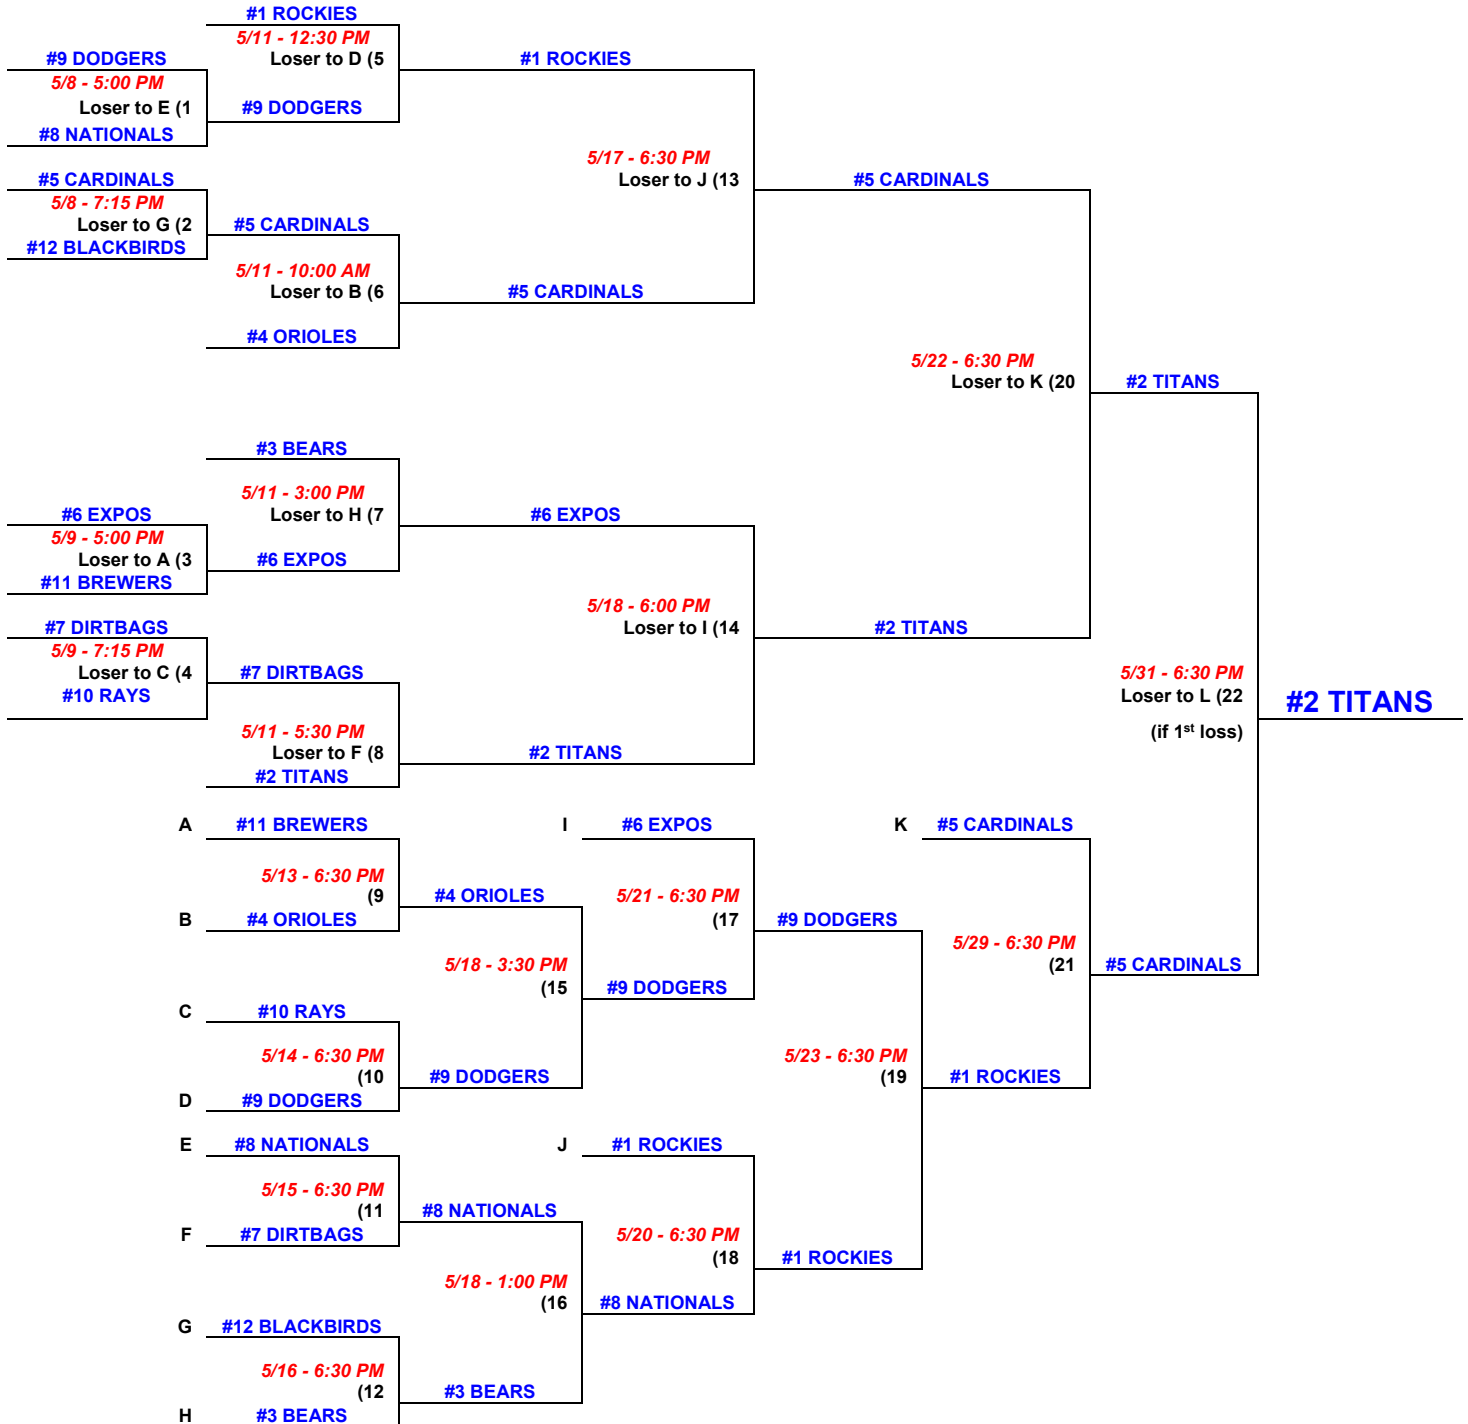 #1 ROCKIES
5/11 - 12:30 PM
Loser to D (5
#9 DODGERS
#1 ROCKIES
5/8 - 5:00 PM
Loser to E (1
#9 DODGERS
#8 NATIONALS
5/17 - 6:30 PM
Loser to J (13
#5 CARDINALS
#5 CARDINALS
5/8 - 7:15 PM
Loser to G (2
#5 CARDINALS
#12 BLACKBIRDS
5/11 - 10:00 AM
Loser to B (6
#5 CARDINALS
#4 ORIOLES
5/22 - 6:30 PM
Loser to K (20
#2 TITANS
#3 BEARS
5/11 - 3:00 PM
Loser to H (7
#6 EXPOS
#6 EXPOS
5/9 - 5:00 PM
Loser to A (3
#6 EXPOS
#11 BREWERS
5/18 - 6:00 PM
Loser to I (14
#2 TITANS
#7 DIRTBAGS
5/9 - 7:15 PM
Loser to C (4
#7 DIRTBAGS
#10 RAYS
5/31 - 6:30 PM
Loser to L (22
(if 1st loss)
#2 TITANS
5/11 - 5:30 PM
Loser to F (8
#2 TITANS
#2 TITANS
A #11 BREWERS
I #6 EXPOS
K #5 CARDINALS
5/13 - 6:30 PM
(9
#4 ORIOLES
5/21 - 6:30 PM
(17
B #4 ORIOLES
#9 DODGERS
5/29 - 6:30 PM
(21
#5 CARDINALS
5/18 - 3:30 PM
(15
#9 DODGERS
C #10 RAYS
5/14 - 6:30 PM
(10
#9 DODGERS
5/23 - 6:30 PM
(19
#1 ROCKIES
D #9 DODGERS
E #8 NATIONALS
J #1 ROCKIES
5/15 - 6:30 PM
(11
#8 NATIONALS
F #7 DIRTBAGS
5/20 - 6:30 PM
(18
#1 ROCKIES
5/18 - 1:00 PM
(16
#8 NATIONALS
G #12 BLACKBIRDS
5/16 - 6:30 PM
(12
#3 BEARS
H #3 BEARS